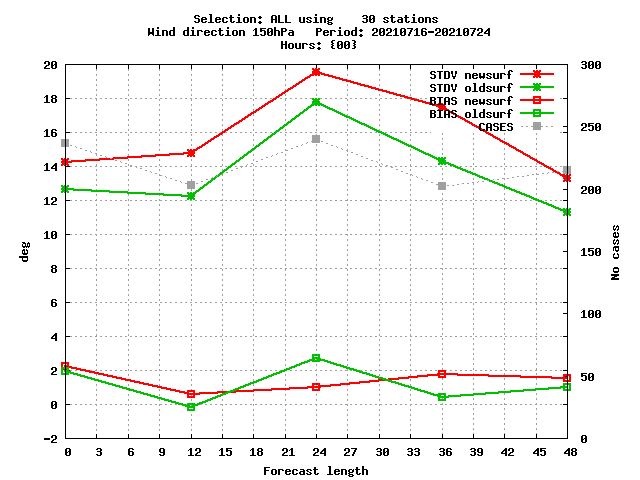 Selection: ALL using    30 stations
Wind direction 150hPa   Period: 20210716-20210724
Hours: {00}
20
18
16
14
12
10
8
6
4
2
0
-2
deg
300
250
200
150
100
50
0
No cases
STDV newsurf
STDV oldsurf
BIAS newsurf
BIAS oldsurf
CASES
0 3 6 9 12 15 18 21 24 27 30 33 36 39 42 45 48
Forecast length